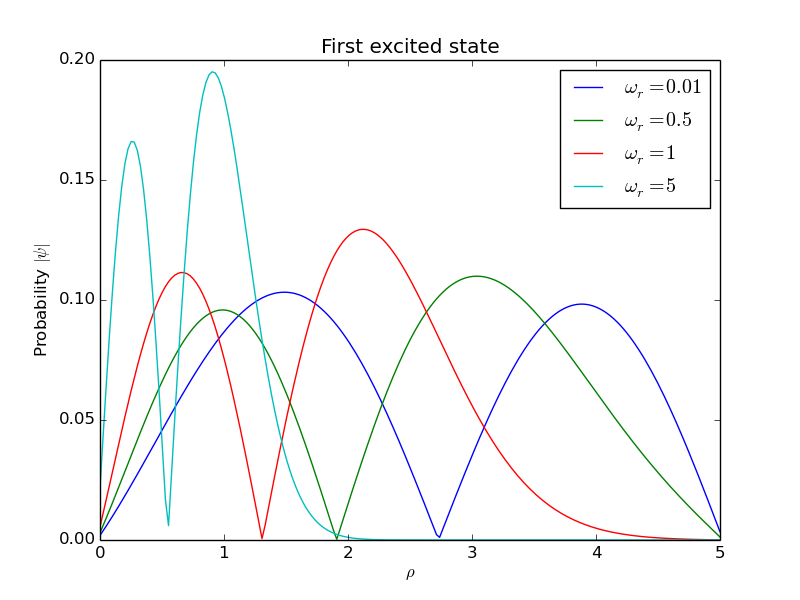 First excited state
0.20
0.15
0.10
0.05
0.00
Probability |ψ|
0 1 2 3 4 5
ρ
ω_r =0.01
ω_r =0.5
ω_r =1
ω_r =5